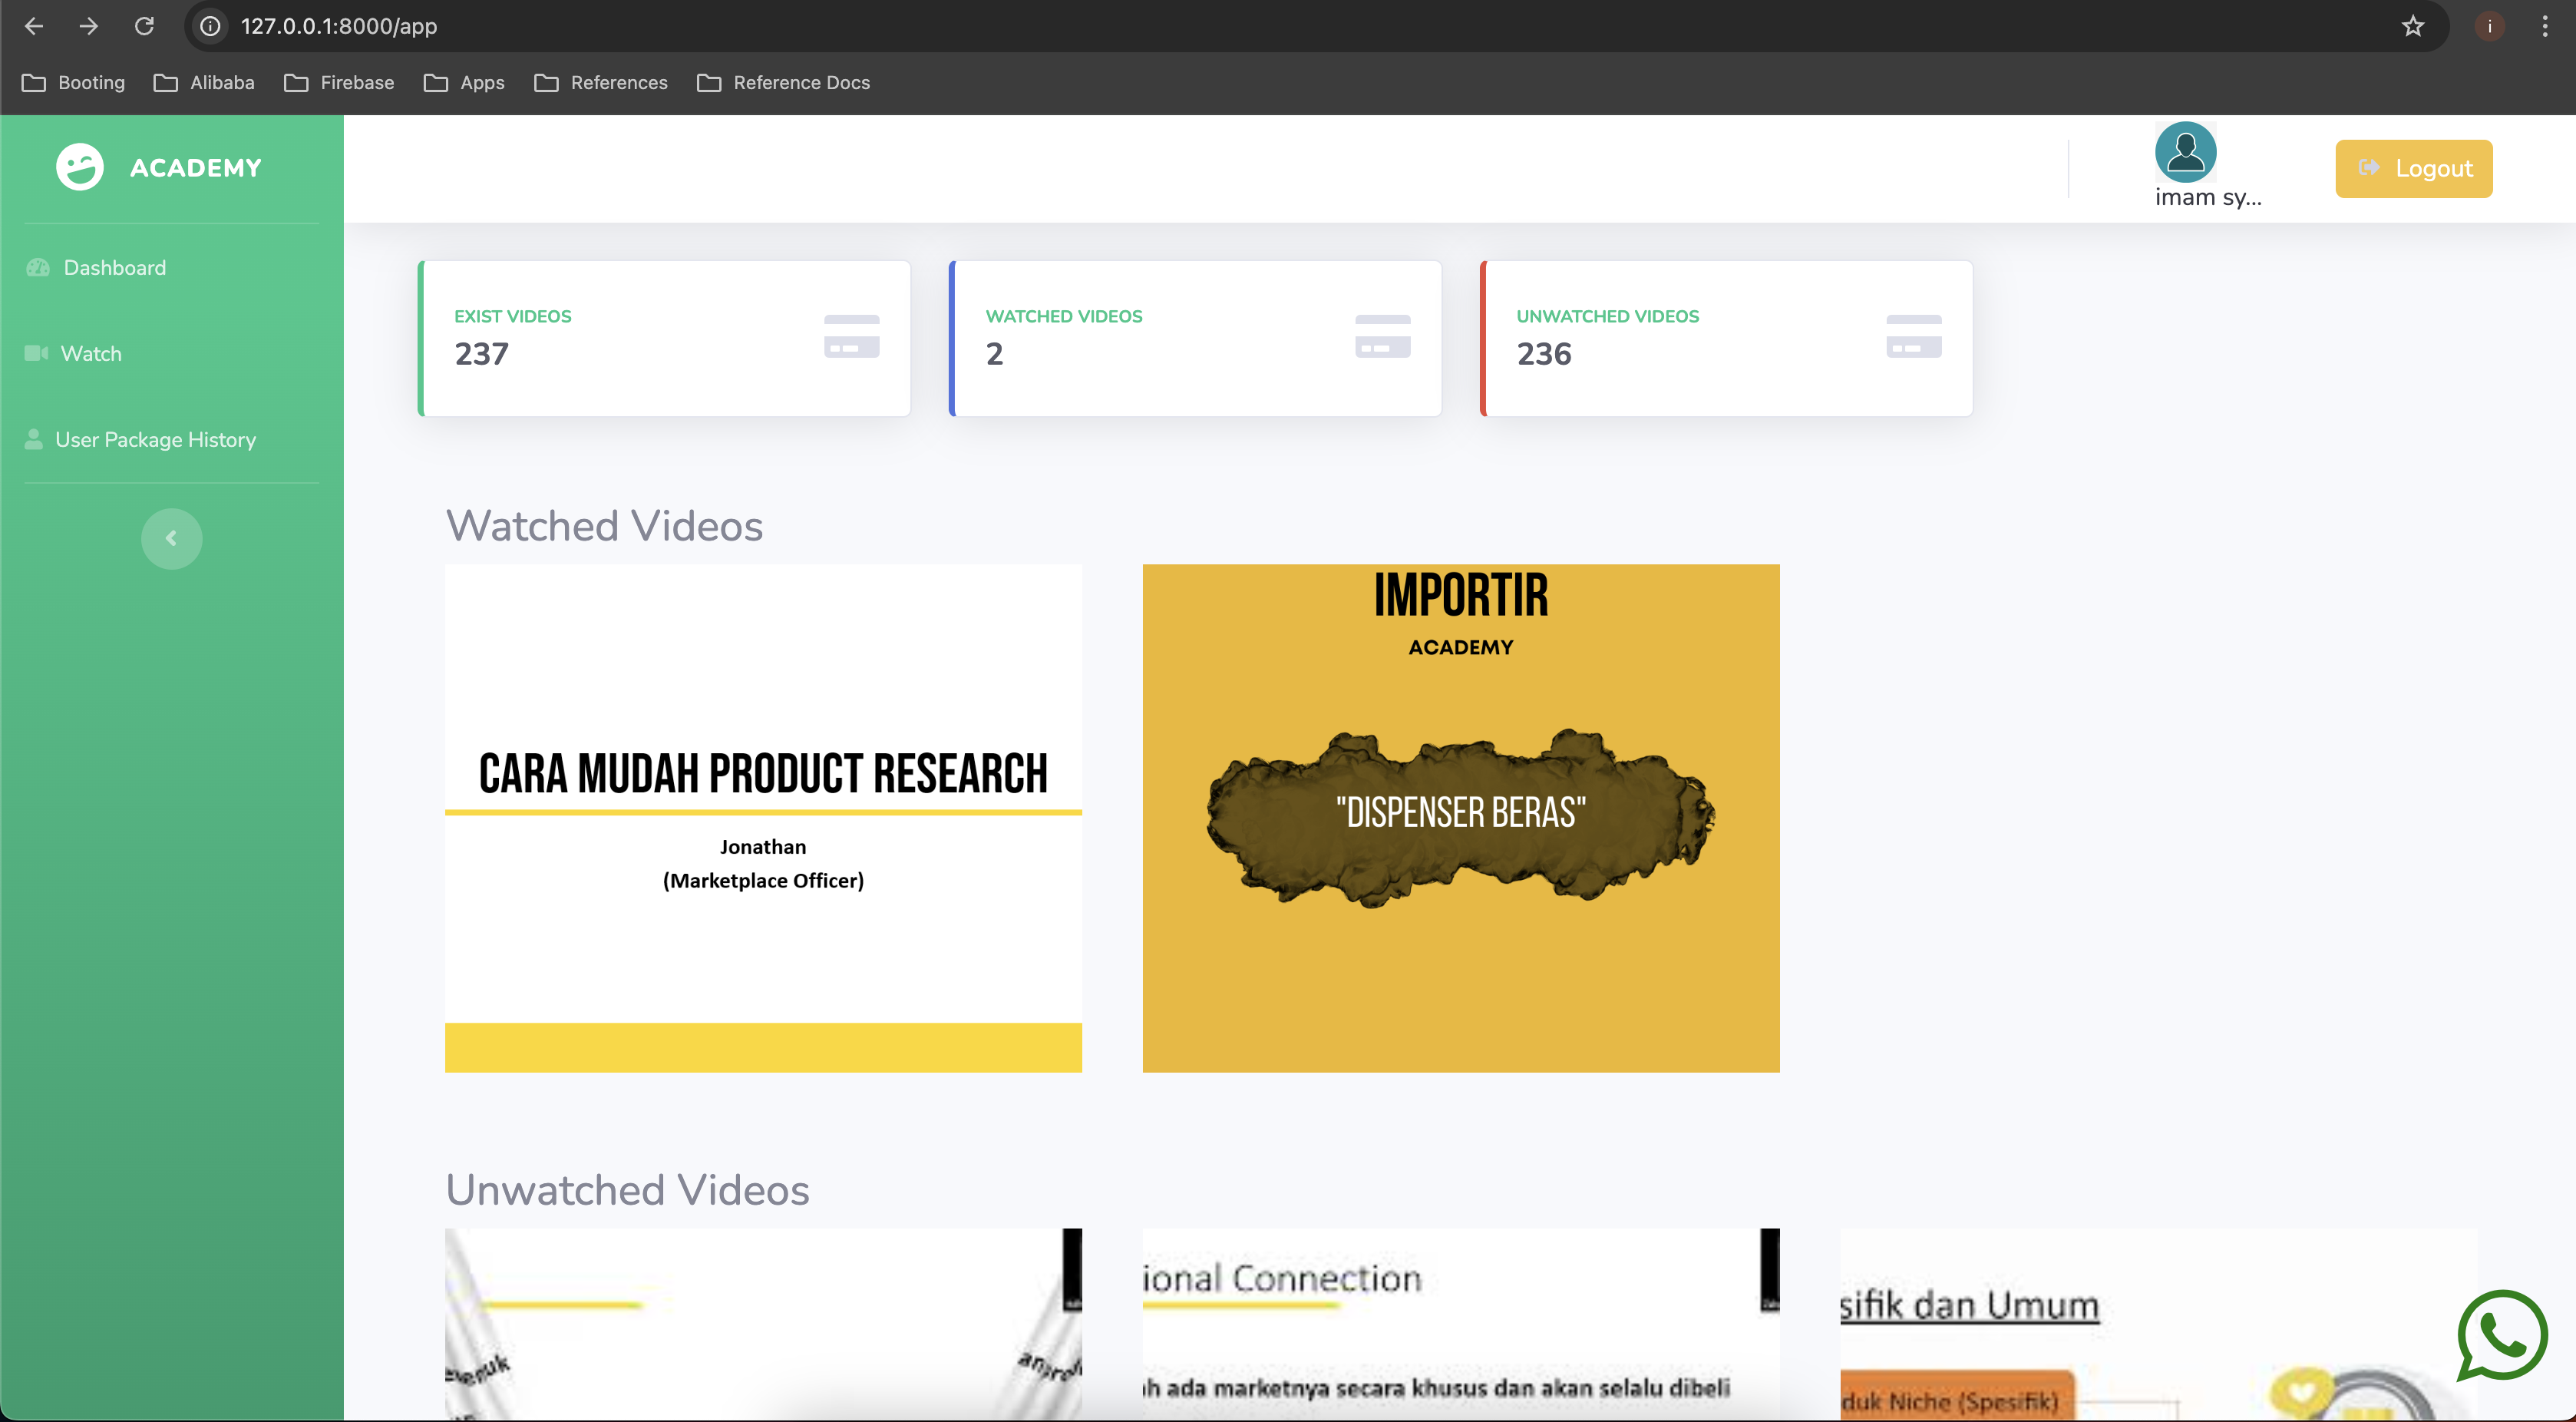 127.0.0.1:8000/app
Booting
Alibaba
Firebase
Apps
References
Reference Docs
ACADEMY
imam sy...
Logout
Dashboard
Watch
User Package History
EXIST VIDEOS
237
WATCHED VIDEOS
2
UNWATCHED VIDEOS
236
Watched Videos
CARA MUDAH PRODUCT RESEARCH
Jonathan
(Marketplace Officer)
IMPORTIR
ACADEMY
"DISPENSER BERAS"
Unwatched Videos
ional Connection
ah ada marketnya secara khusus dan akan selalu dibeli
sifik dan Umum
duk Niche (Spesifik)